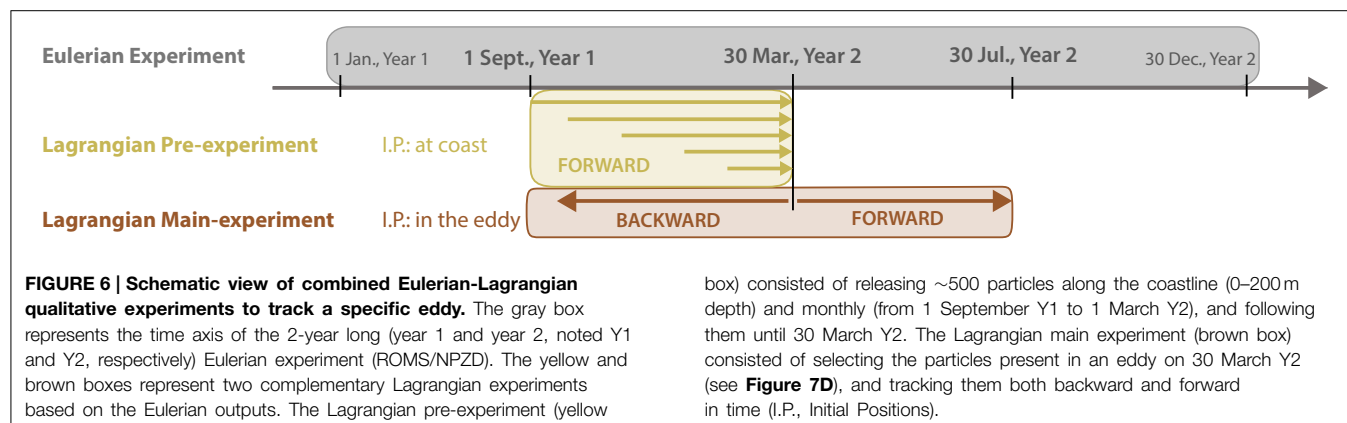 Eulerian Experiment
1 Jan., Year 1
1 Sept., Year 1
30 Mar., Year 2
30 Jul., Year 2
30 Dec., Year 2
Lagrangian Pre-experiment
I.P.: at coast
FORWARD
Lagrangian Main-experiment
I.P.: in the eddy
BACKWARD
FORWARD
FIGURE 6 | Schematic view of combined Eulerian-Lagrangian
qualitative experiments to track a specific eddy. The gray box
represents the time axis of the 2-year long (year 1 and year 2, noted Y1
and Y2, respectively) Eulerian experiment (ROMS/NPZD). The yellow and
brown boxes represent two complementary Lagrangian experiments
based on the Eulerian outputs. The Lagrangian pre-experiment (yellow
box) consisted of releasing ~500 particles along the coastline (0–200 m
depth) and monthly (from 1 September Y1 to 1 March Y2), and following
them until 30 March Y2. The Lagrangian main experiment (brown box)
consisted of selecting the particles present in an eddy on 30 March Y2
(see Figure 7D), and tracking them both backward and forward
in time (I.P., Initial Positions).